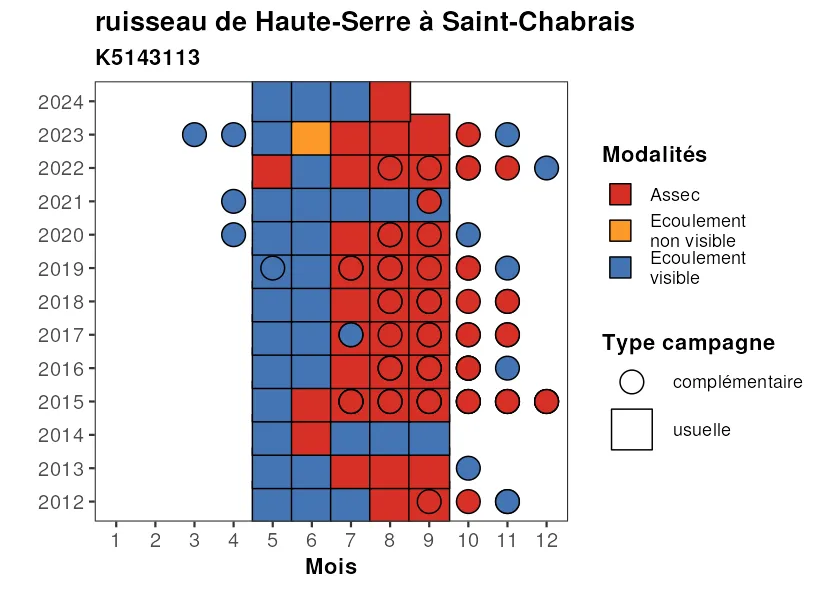 ruisseau de Haute-Serre à Saint-Chabrais
K5143113
2024
2023
2022
2021
2020
2019
2018
2017
2016
2015
2014
2013
2012
1 2 3 4 5 6 7 8 9 10 11 12
Mois
Modalités
Assec
Ecoulement
non visible
Ecoulement
visible
Type campagne
complémentaire
usuelle